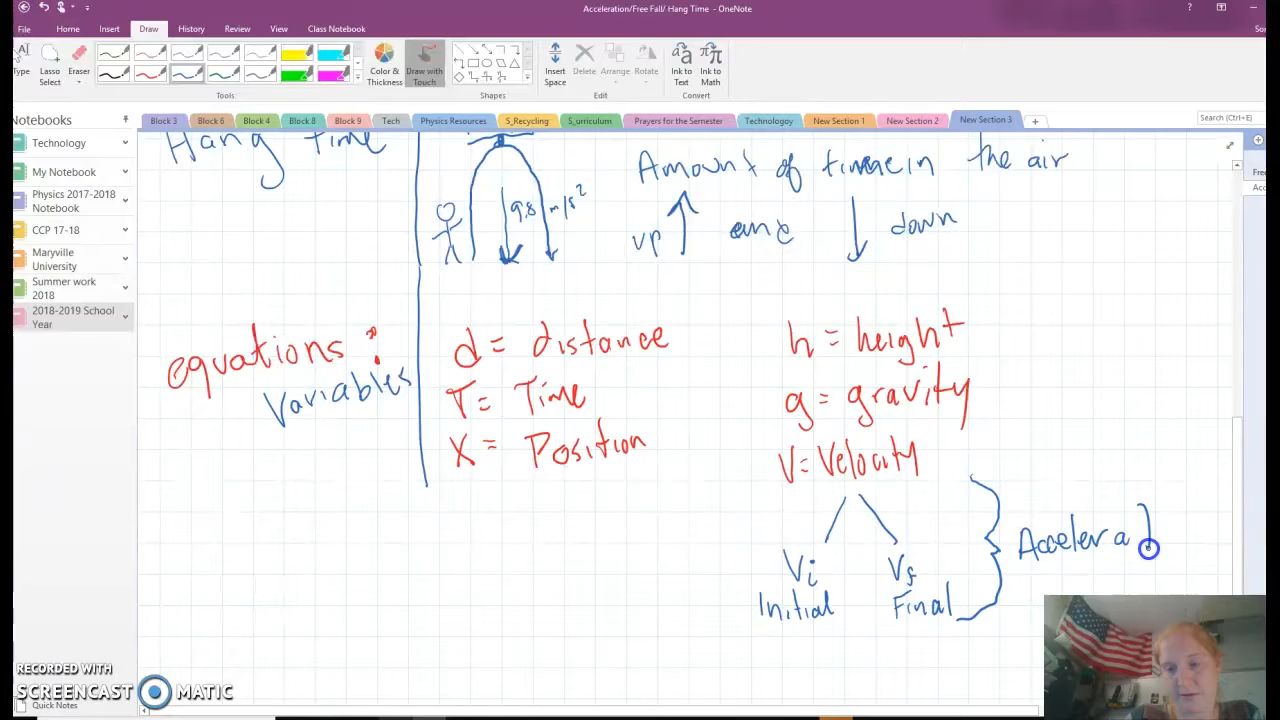 Acceleration/Free Fall/ Hang Time - OneNote
File Home Insert Draw History Review View Class Notebook
Type
Lasso Select
Eraser
Color & Thickness
Draw with Touch
Insert Space
Delete
Arrange
Rotate
Ink to Text
Ink to Math
Tools
Shapes
Edit
Convert
Notebooks
Block 3 Block 6 Block 4 Block 8 Block 9 Tech Physics Resources S_Recycling S_urriculum Prayers for the Semester Technologoy New Section 1 New Section 2 New Section 3
Search (Ctrl+E)
Technology
My Notebook
Physics 2017-2018 Notebook
CCP 17-18
Maryville University
Summer work 2018
2018-2019 School Year
Quick Notes
Hang time
9.8 m/s²
Amount of time in the air
up
down
equations:
variables
d = distance
T = Time
X = Position
h = height
g = gravity
V = Velocity
Vi
Initial
Vf
Final
Accelera
RECORDED WITH
SCREENCAST MATIC